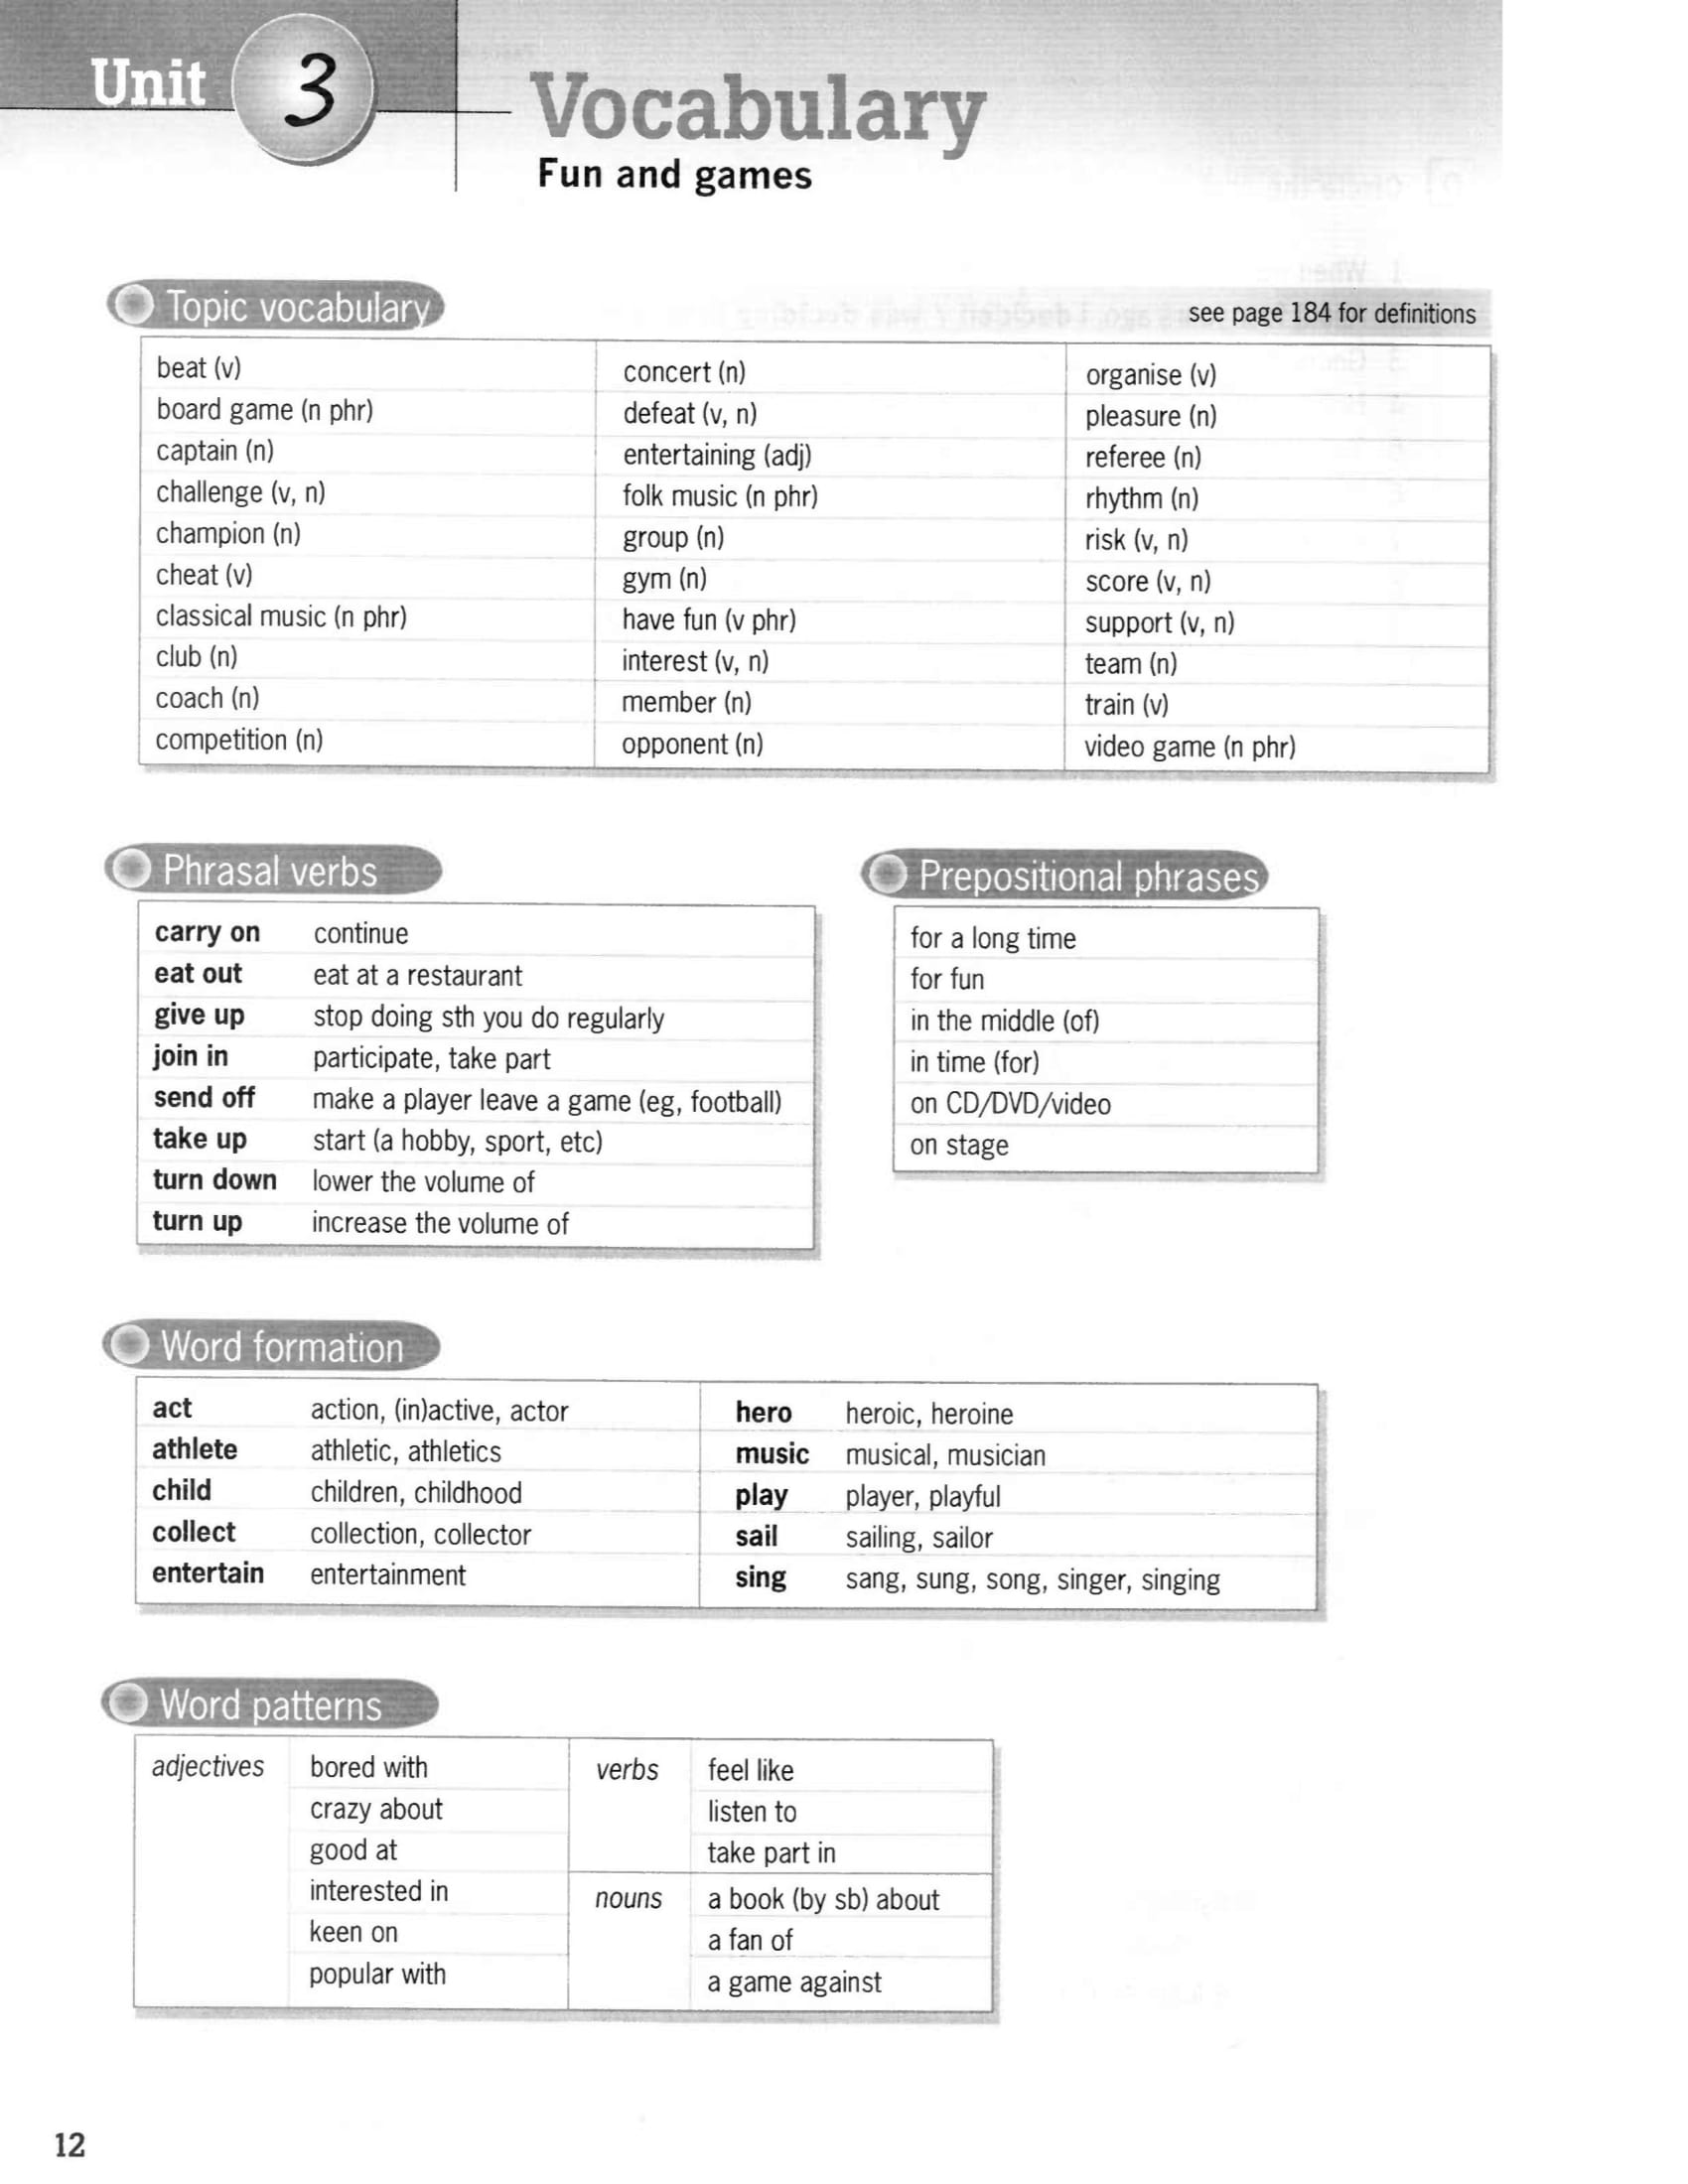 Unit 3
Vocabulary
Fun and games
Topic vocabulary
see page 184 for definitions
beat (v)
board game (n phr)
captain (n)
challenge (v, n)
champion (n)
cheat (v)
classical music (n phr)
club (n)
coach (n)
competition (n)
concert (n)
defeat (v, n)
entertaining (adj)
folk music (n phr)
group (n)
gym (n)
have fun (v phr)
interest (v, n)
member (n)
opponent (n)
organise (v)
pleasure (n)
referee (n)
rhythm (n)
risk (v, n)
score (v, n)
support (v, n)
team (n)
train (v)
video game (n phr)
Phrasal verbs
carry on continue
eat out eat at a restaurant
give up stop doing sth you do regularly
join in participate, take part
send off make a player leave a game (eg, football)
take up start (a hobby, sport, etc)
turn down lower the volume of
turn up increase the volume of
Prepositional phrases
for a long time
for fun
in the middle (of)
in time (for)
on CD/DVD/video
on stage
Word formation
act action, (in)active, actor
athlete athletic, athletics
child children, childhood
collect collection, collector
entertain entertainment
hero heroic, heroine
music musical, musician
play player, playful
sail sailing, sailor
sing sang, sung, song, singer, singing
Word patterns
adjectives bored with
crazy about
good at
interested in
keen on
popular with
verbs feel like
listen to
take part in
nouns a book (by sb) about
a fan of
a game against
12